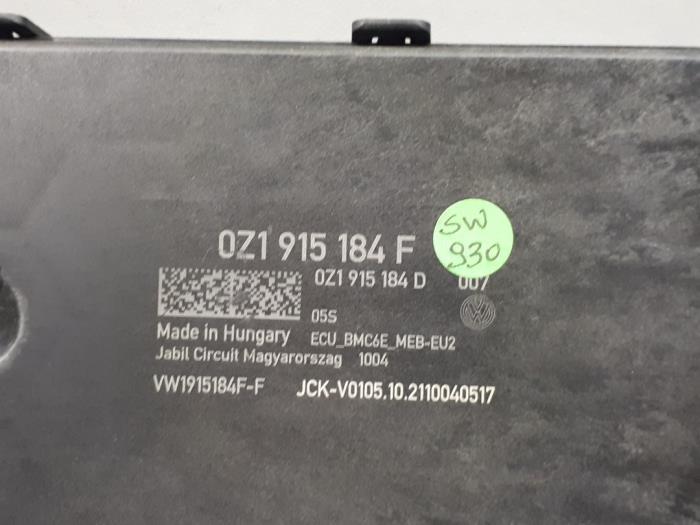 SW
930
0Z1 915 184 F
0Z1 915 184 D 007
05S
Made in Hungary ECU_BMC6E_MEB-EU2
Jabil Circuit Magyarorszag 1004
VW1915184F-F JCK-V0105.10.2110040517